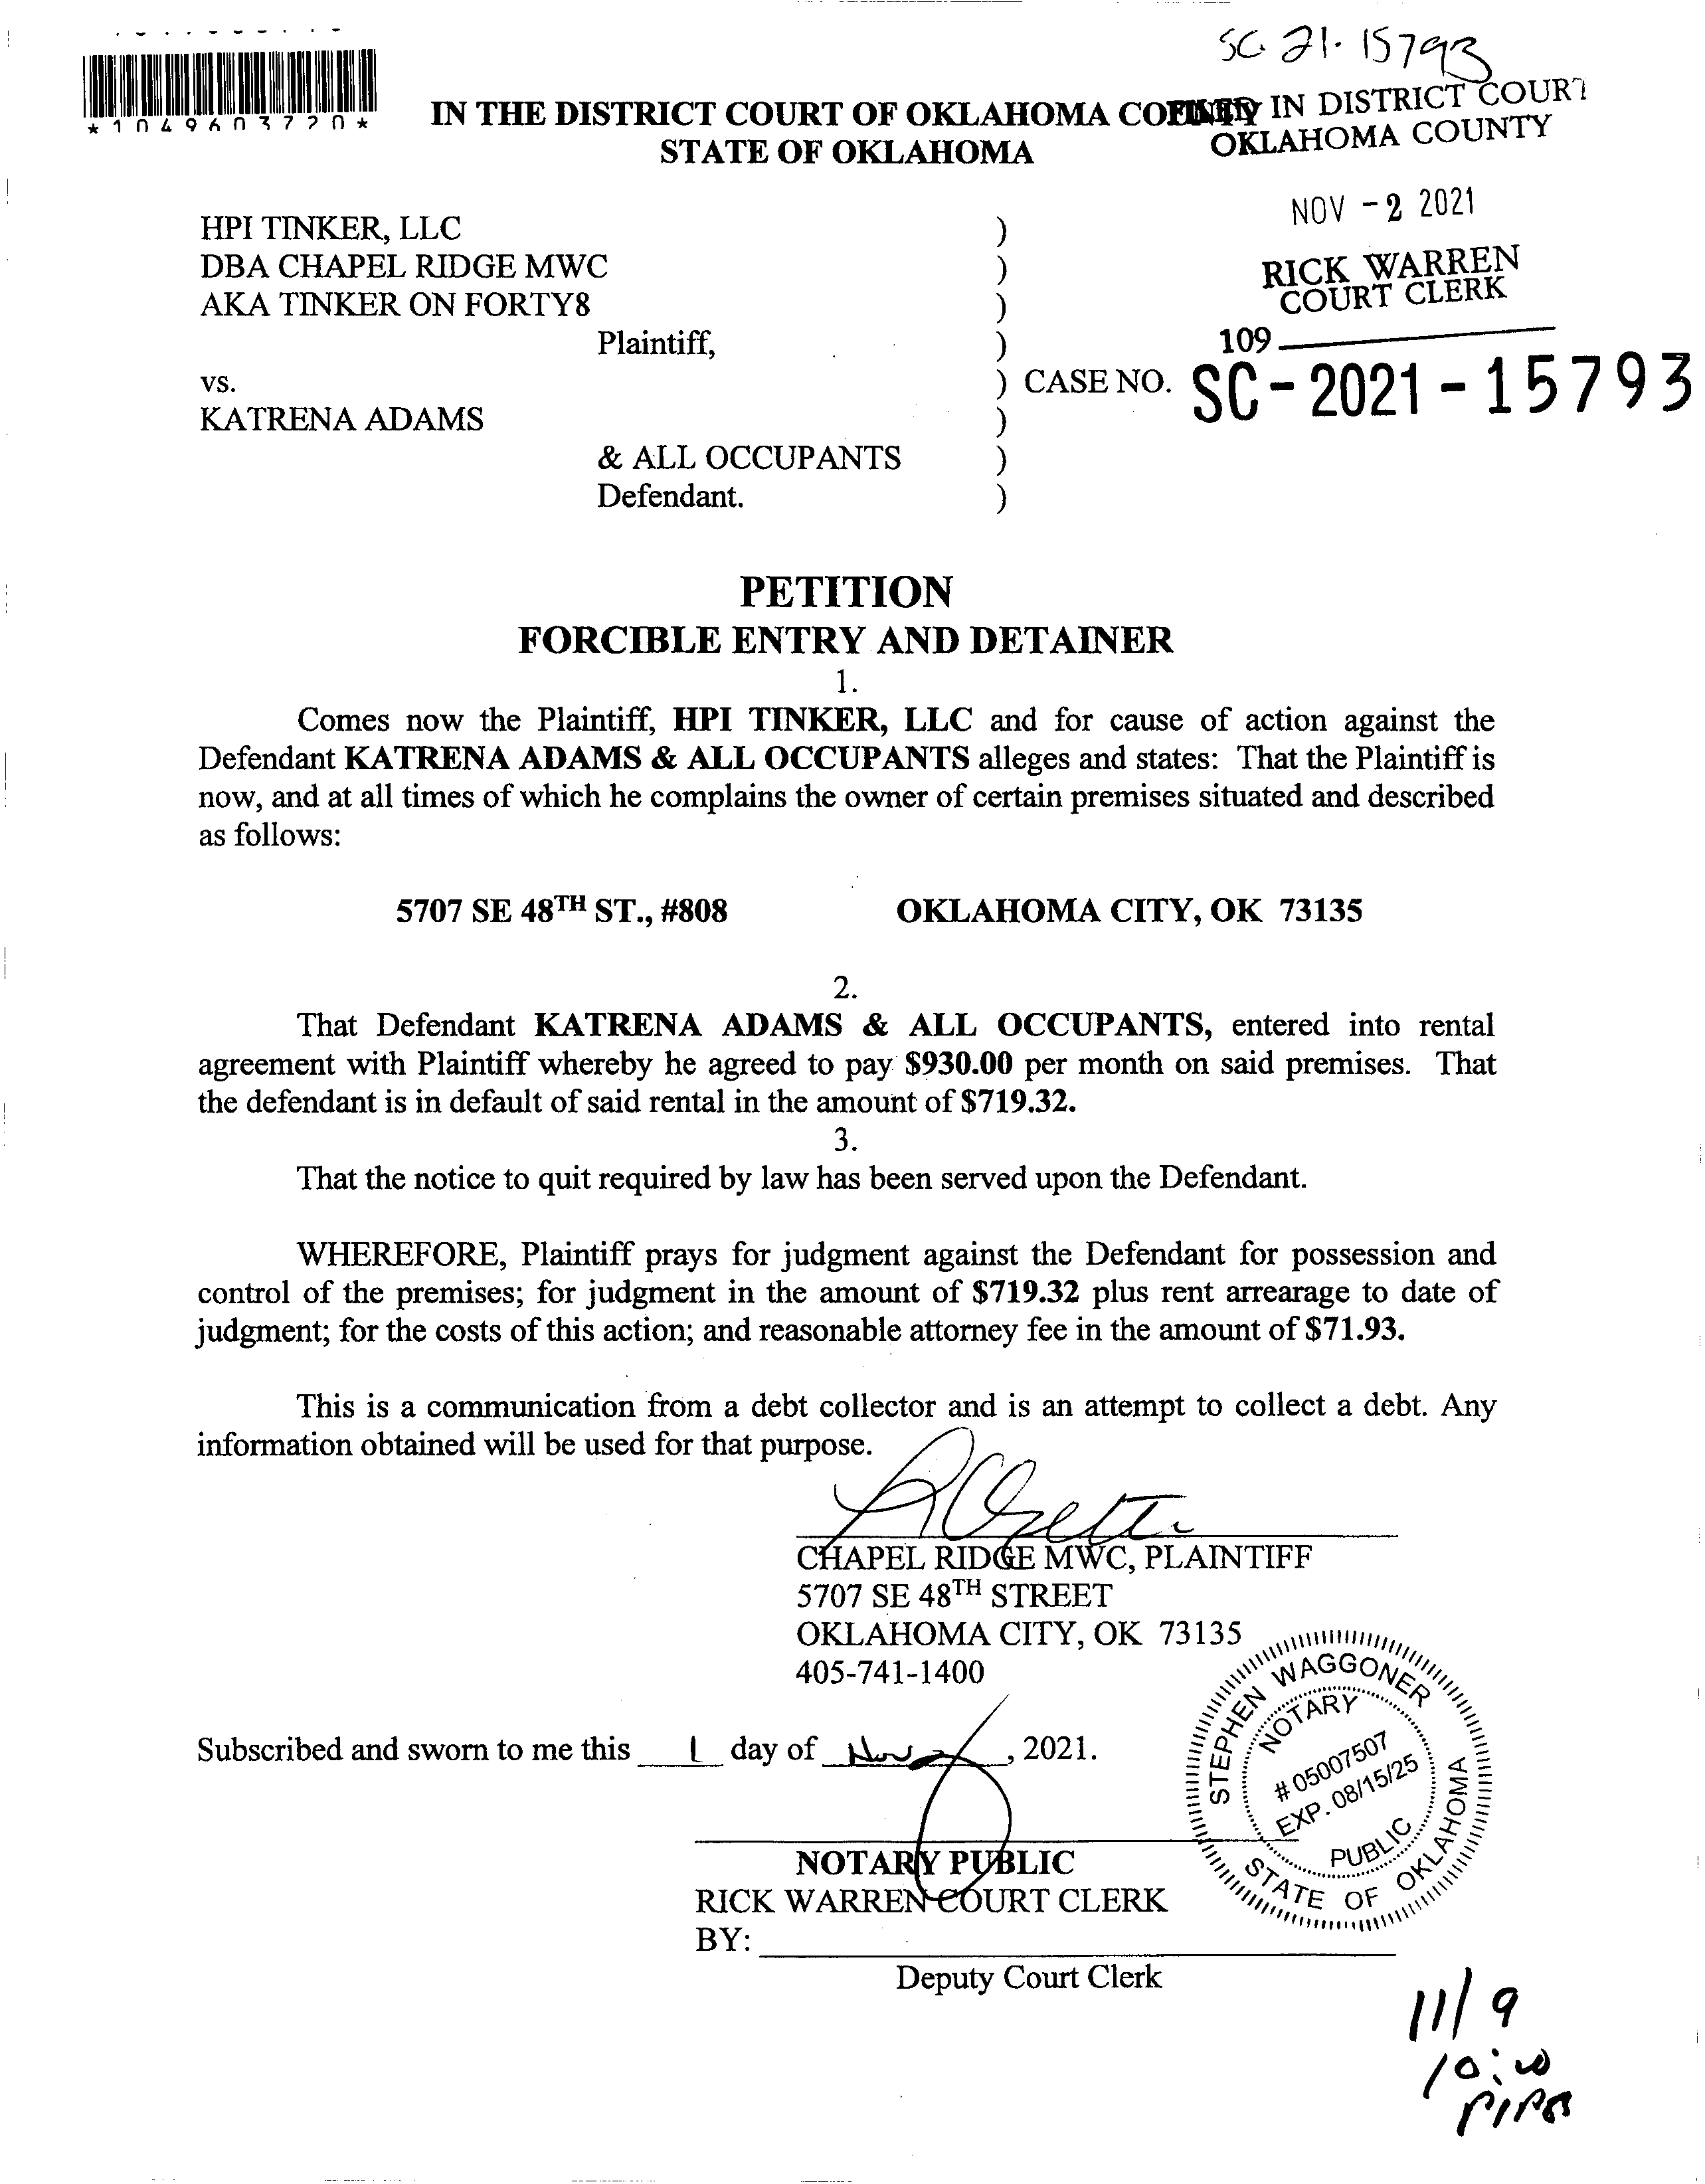 SC 21-15793
*10496037720*
IN THE DISTRICT COURT OF OKLAHOMA COUNTY
STATE OF OKLAHOMA
FILED IN DISTRICT COURT
OKLAHOMA COUNTY
NOV -2 2021
RICK WARREN
COURT CLERK
109
HPI TINKER, LLC )
DBA CHAPEL RIDGE MWC )
AKA TINKER ON FORTY8 )
Plaintiff, )
vs. ) CASE NO. SC-2021-15793
KATRENA ADAMS )
& ALL OCCUPANTS )
Defendant. )
PETITION
FORCIBLE ENTRY AND DETAINER
1.
Comes now the Plaintiff, HPI TINKER, LLC and for cause of action against the
Defendant KATRENA ADAMS & ALL OCCUPANTS alleges and states: That the Plaintiff is
now, and at all times of which he complains the owner of certain premises situated and described
as follows:
5707 SE 48TH ST., #808 OKLAHOMA CITY, OK 73135
2.
That Defendant KATRENA ADAMS & ALL OCCUPANTS, entered into rental
agreement with Plaintiff whereby he agreed to pay $930.00 per month on said premises. That
the defendant is in default of said rental in the amount of $719.32.
3.
That the notice to quit required by law has been served upon the Defendant.
WHEREFORE, Plaintiff prays for judgment against the Defendant for possession and
control of the premises; for judgment in the amount of $719.32 plus rent arrearage to date of
judgment; for the costs of this action; and reasonable attorney fee in the amount of $71.93.
This is a communication from a debt collector and is an attempt to collect a debt. Any
information obtained will be used for that purpose.
CHAPEL RIDGE MWC, PLAINTIFF
5707 SE 48TH STREET
OKLAHOMA CITY, OK 73135
405-741-1400
Subscribed and sworn to me this 1 day of Nov, 2021.
STEPHEN WAGGONER
NOTARY
# 05007507
EXP. 08/15/25
PUBLIC
STATE OF OKLAHOMA
NOTARY PUBLIC
RICK WARREN COURT CLERK
BY:
Deputy Court Clerk
11/9
10:00